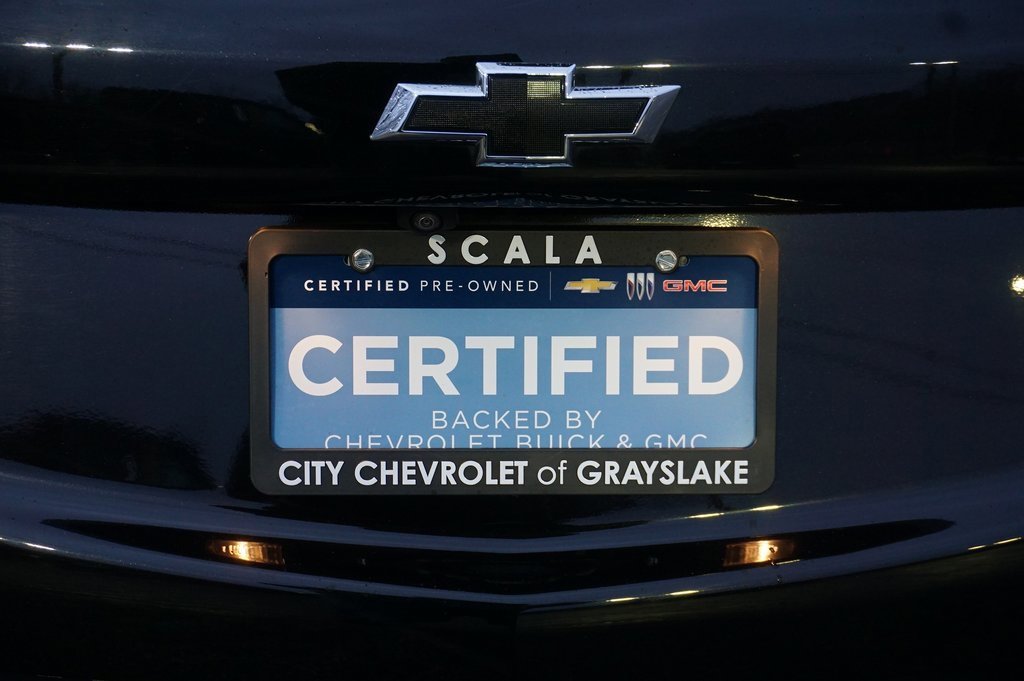 SCALA
CERTIFIED PRE-OWNED GMC
CERTIFIED
BACKED BY
CHEVROLET BUICK & GMC
CITY CHEVROLET of GRAYSLAKE